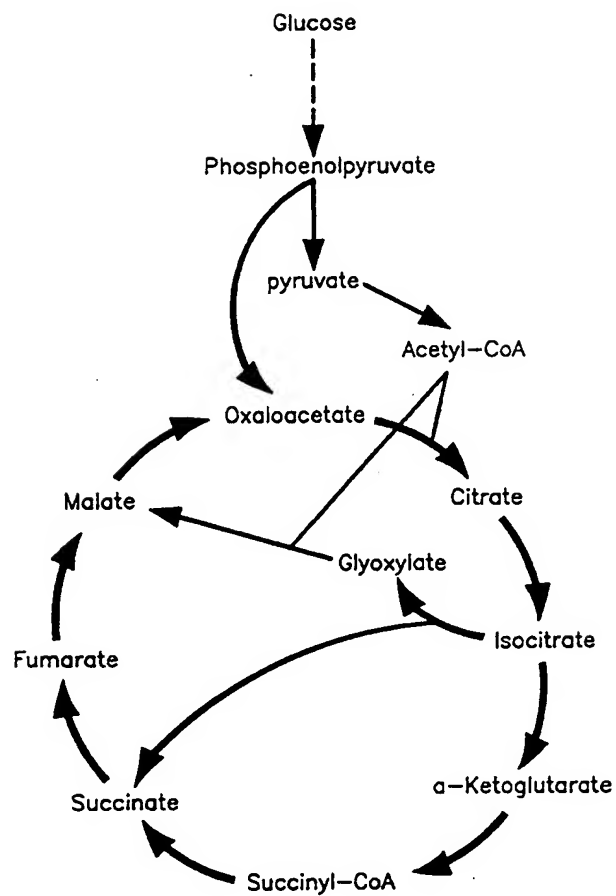 Glucose
Phosphoenolpyruvate
pyruvate
Acetyl-CoA
Oxaloacetate
Citrate
Malate
Glyoxylate
Isocitrate
Fumarate
a-Ketoglutarate
Succinate
Succinyl-CoA